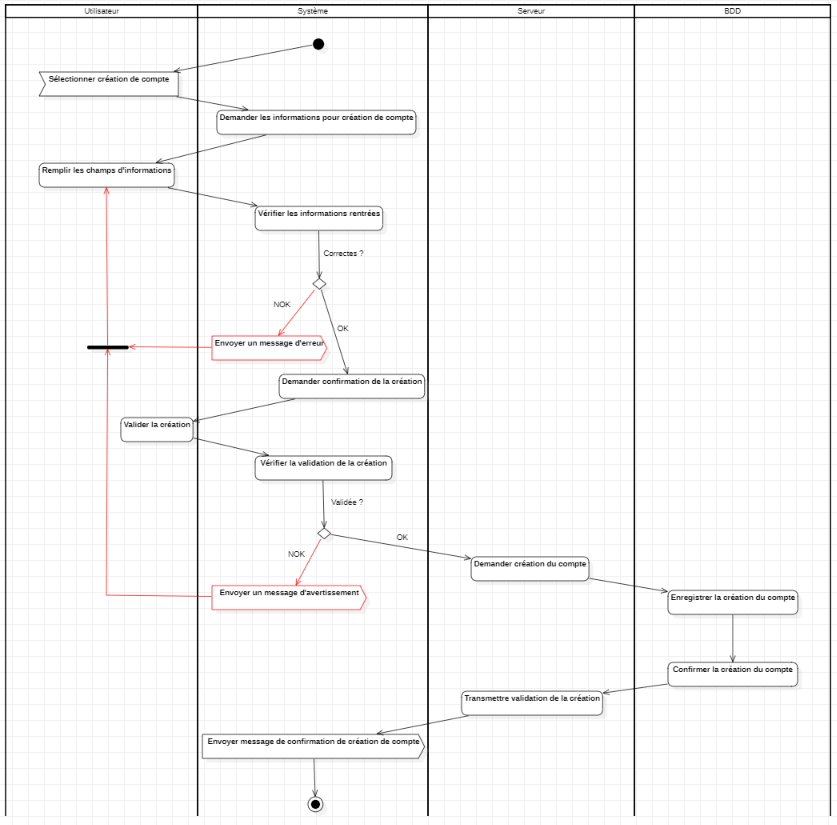 Utilisateur
Système
Serveur
BDD
Sélectionner création de compte
Demander les informations pour création de compte
Remplir les champs d'informations
Vérifier les informations rentrées
Correctes ?
NOK
OK
Envoyer un message d'erreur
Demander confirmation de la création
Valider la création
Vérifier la validation de la création
Validée ?
OK
NOK
Demander création du compte
Envoyer un message d'avertissement
Enregistrer la création du compte
Confirmer la création du compte
Transmettre validation de la création
Envoyer message de confirmation de création de compte